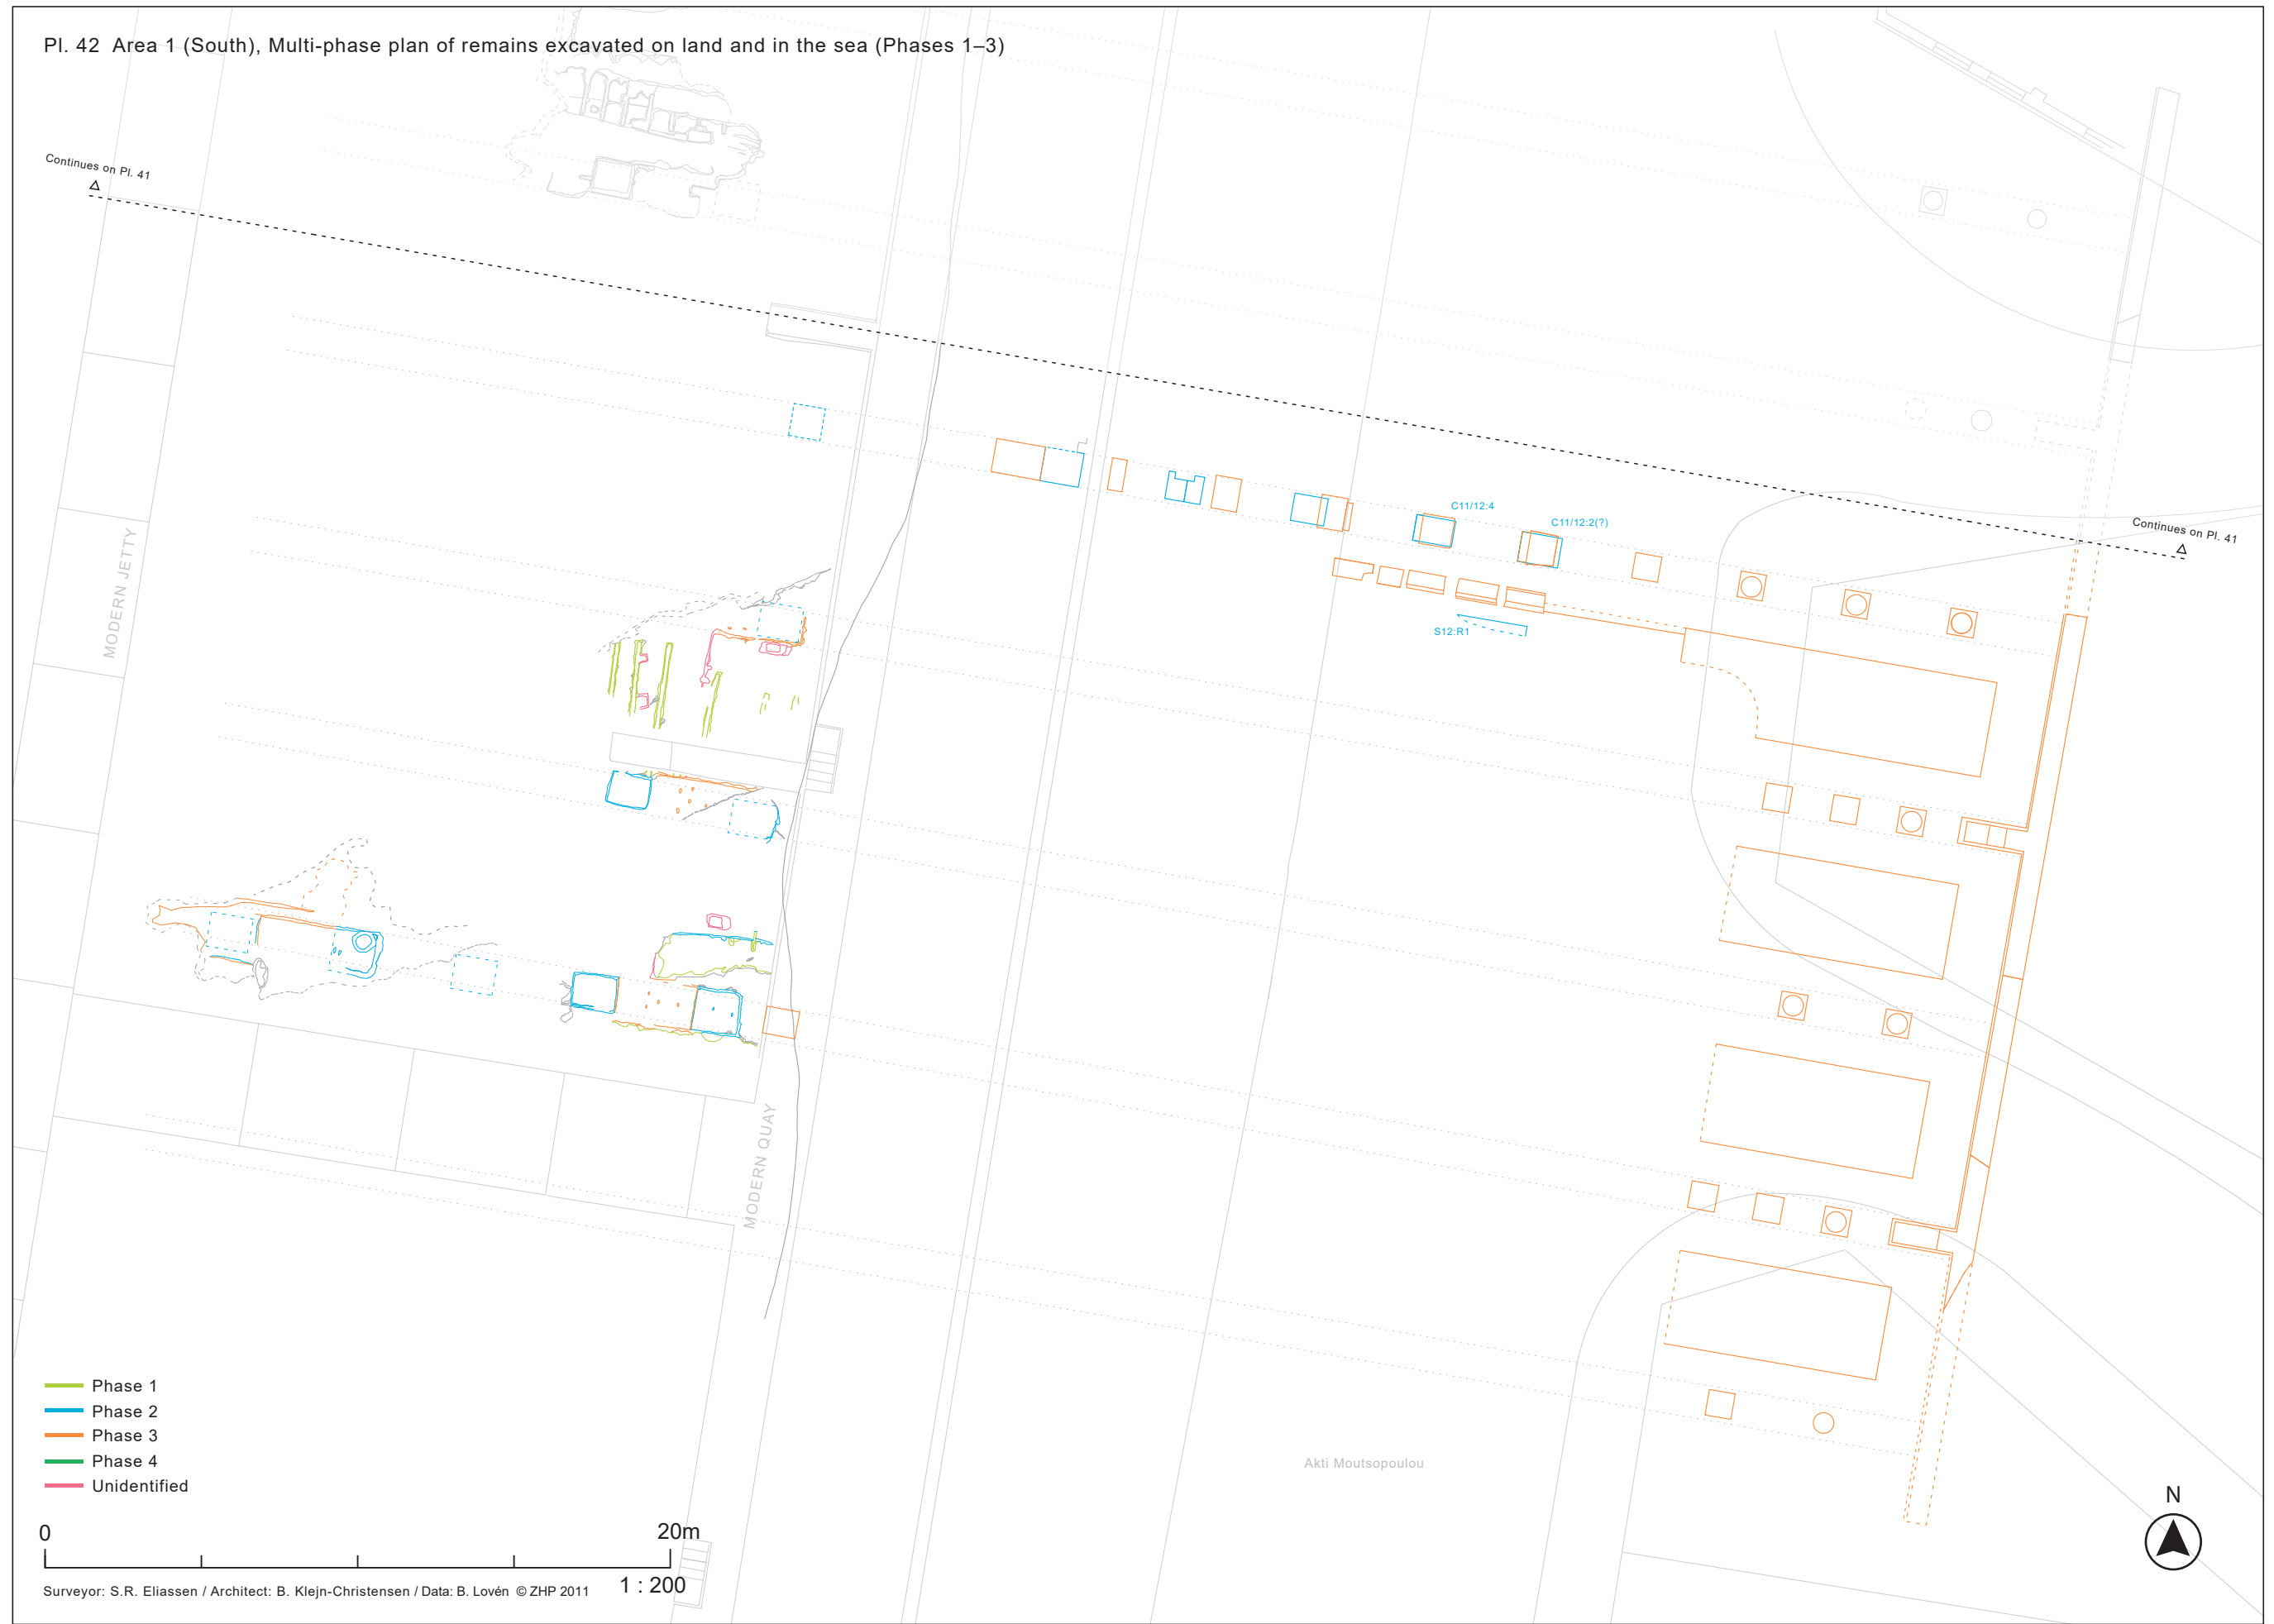 Pl. 42 Area 1 (South), Multi-phase plan of remains excavated on land and in the sea (Phases 1–3)
Continues on Pl. 41
C11/12:4
C11/12:2(?)
Continues on Pl. 41
S12:R1
MODERN JETTY
MODERN QUAY
Phase 1
Phase 2
Phase 3
Phase 4
Unidentified
Akti Moutsopoulou
N
0 20m
1 : 200
Surveyor: S.R. Eliassen / Architect: B. Klejn-Christensen / Data: B. Lovén © ZHP 2011